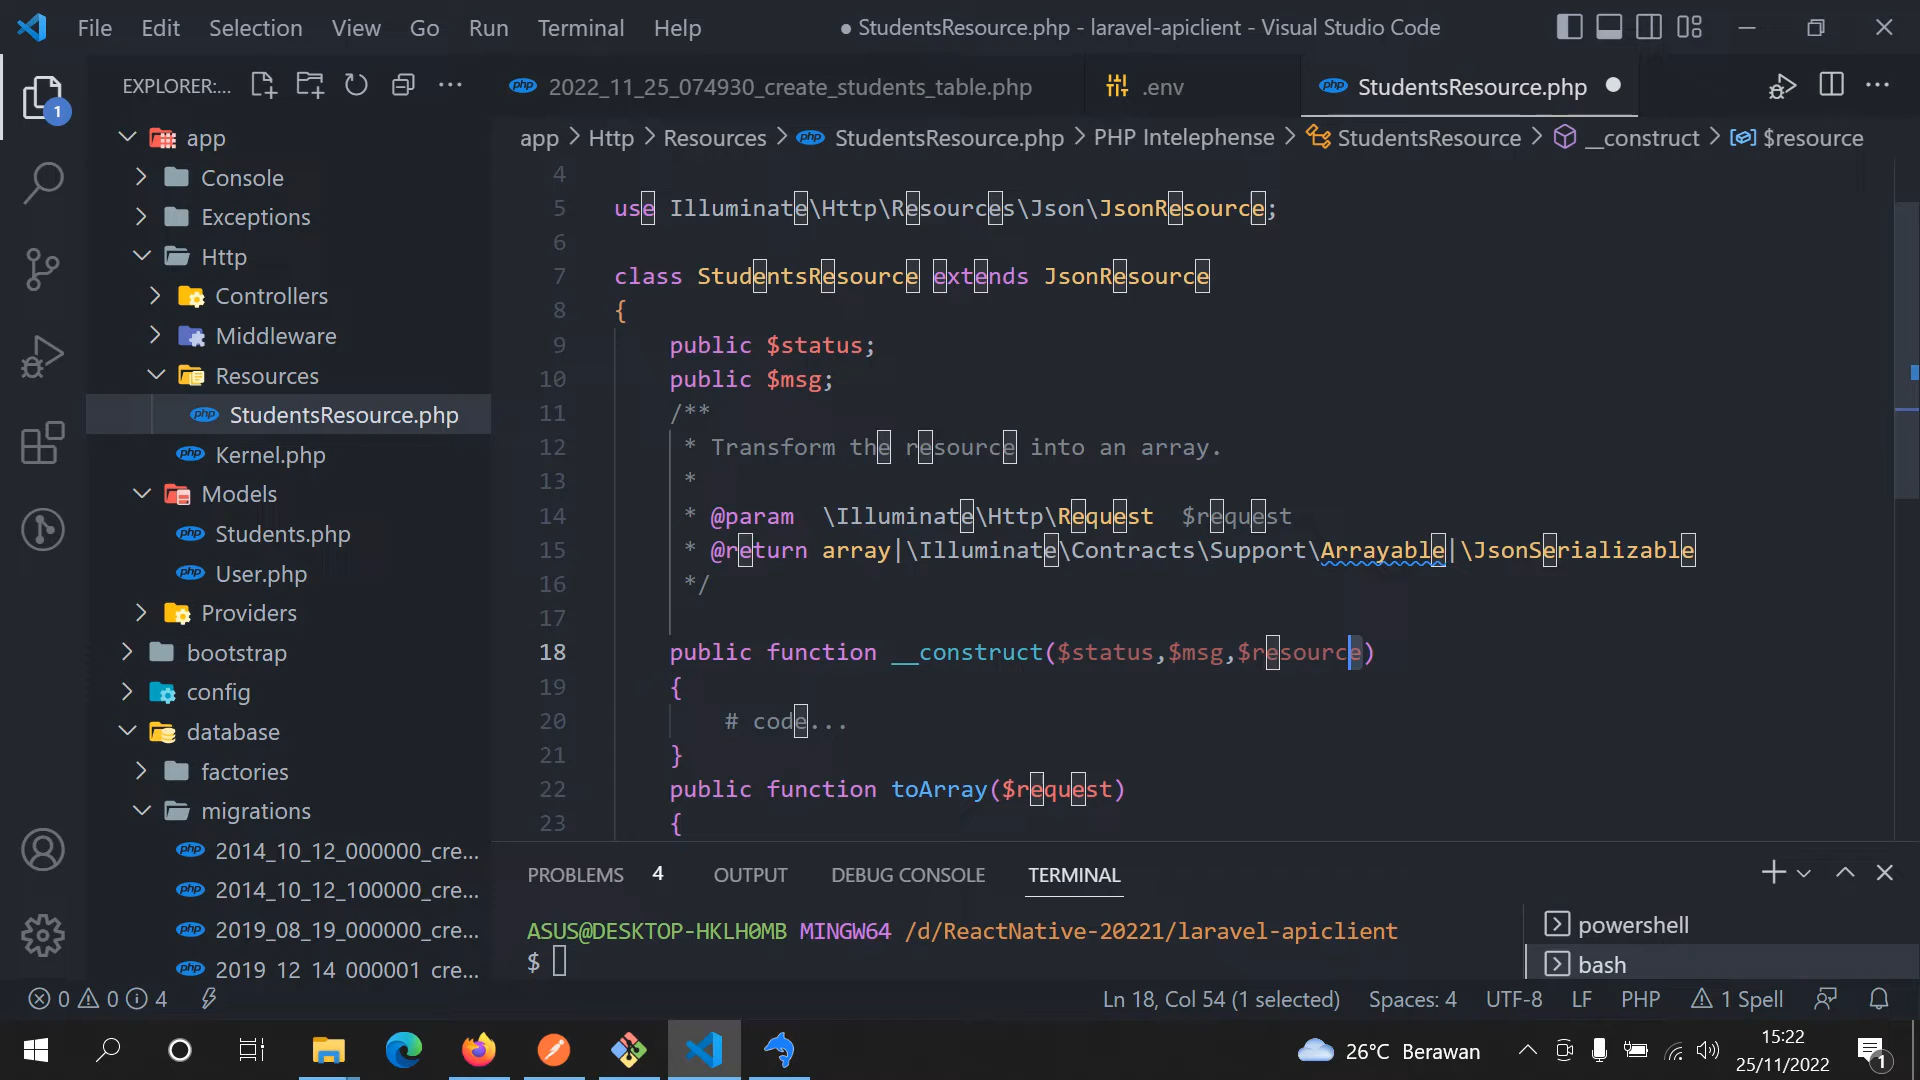 File Edit Selection View Go Run Terminal Help
● StudentsResource.php - laravel-apiclient - Visual Studio Code
EXPLORER:...
2022_11_25_074930_create_students_table.php
.env
StudentsResource.php
app > Http > Resources > StudentsResource.php > PHP Intelephense > StudentsResource > __construct > $resource
1
app
Console
Exceptions
Http
Controllers
Middleware
Resources
StudentsResource.php
Kernel.php
Models
Students.php
User.php
Providers
bootstrap
config
database
factories
migrations
2014_10_12_000000_cre...
2014_10_12_100000_cre...
2019_08_19_000000_cre...
2019_12_14_000001_cre...
4
5 use Illuminate\Http\Resources\Json\JsonResource;
6
7 class StudentsResource extends JsonResource
8 {
9 public $status;
10 public $msg;
11 /**
12 * Transform the resource into an array.
13 *
14 * @param  \Illuminate\Http\Request  $request
15 * @return array|\Illuminate\Contracts\Support\Arrayable|\JsonSerializable
16 */
17
18 public function __construct($status,$msg,$resource)
19 {
20 # code...
21 }
22 public function toArray($request)
23 {
PROBLEMS 4 OUTPUT DEBUG CONSOLE TERMINAL
ASUS@DESKTOP-HKLH0MB MINGW64 /d/ReactNative-20221/laravel-apiclient
$
powershell
bash
0 0 4
Ln 18, Col 54 (1 selected) Spaces: 4 UTF-8 LF PHP 1 Spell
26°C Berawan
15:22
25/11/2022
1